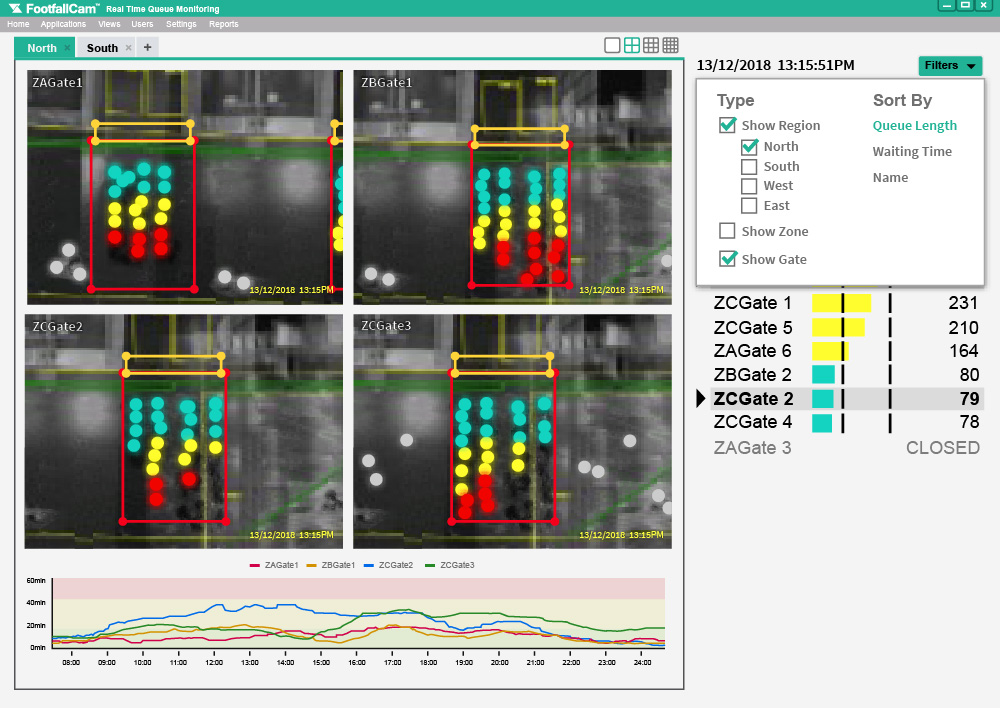 FootfallCam™ Real Time Queue Monitoring
Home Applications Views Users Settings Reports
North × South × +
13/12/2018 13:15:51PM
Filters
Type
Show Region
North
South
West
East
Show Zone
Show Gate
Sort By
Queue Length
Waiting Time
Name
ZAGate1
13/12/2018 13:15PM
ZBGate1
13/12/2018 13:15PM
ZCGate2
13/12/2018 13:15PM
ZCGate3
13/12/2018 13:15PM
ZCGate 1 231
ZCGate 5 210
ZAGate 6 164
ZBGate 2 80
ZCGate 2 79
ZCGate 4 78
ZAGate 3 CLOSED
ZAGate1 ZBGate1 ZCGate2 ZCGate3
60min
40min
20min
0min
08:00 09:00 10:00 11:00 12:00 13:00 14:00 15:00 16:00 17:00 18:00 19:00 20:00 21:00 22:00 23:00 24:00